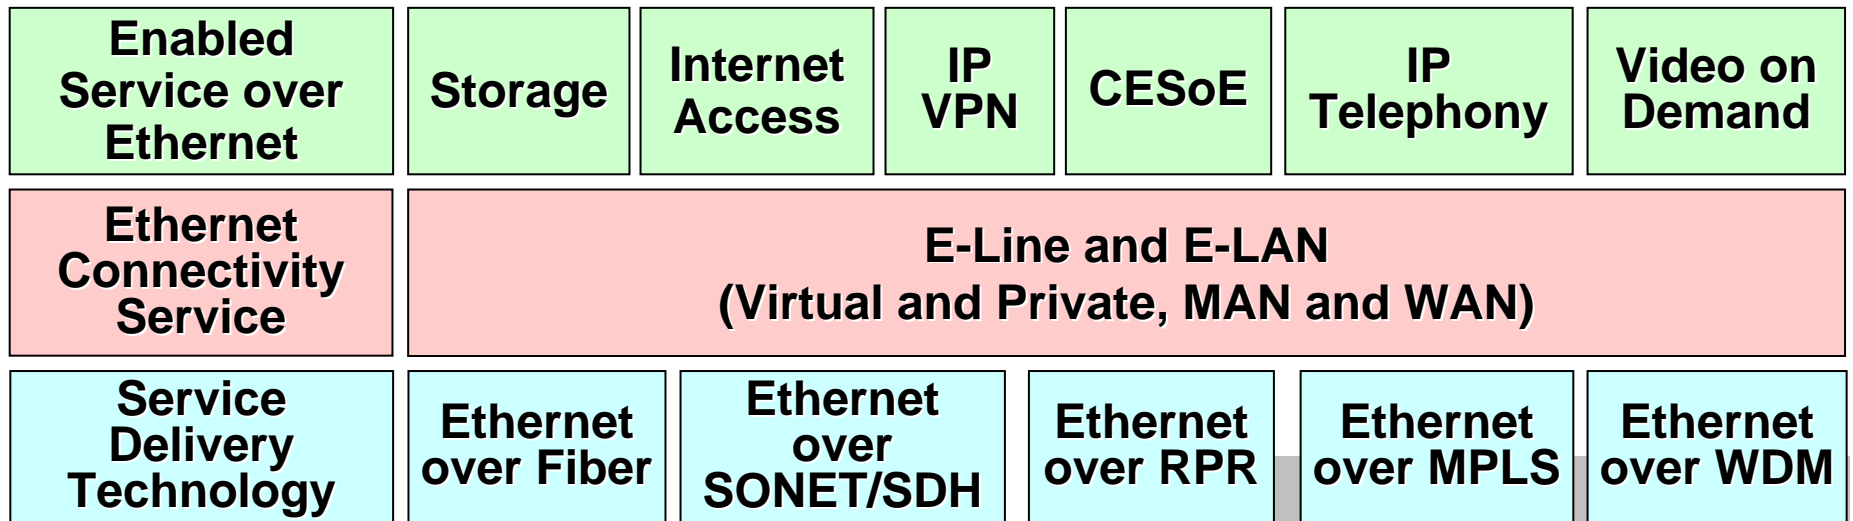 Enabled
Service over
Ethernet
Storage
Internet
Access
IP
VPN
CESoE
IP
Telephony
Video on
Demand
Ethernet
Connectivity
Service
E-Line and E-LAN
(Virtual and Private, MAN and WAN)
Service
Delivery
Technology
Ethernet
over Fiber
Ethernet
over
SONET/SDH
Ethernet
over RPR
Ethernet
over MPLS
Ethernet
over WDM